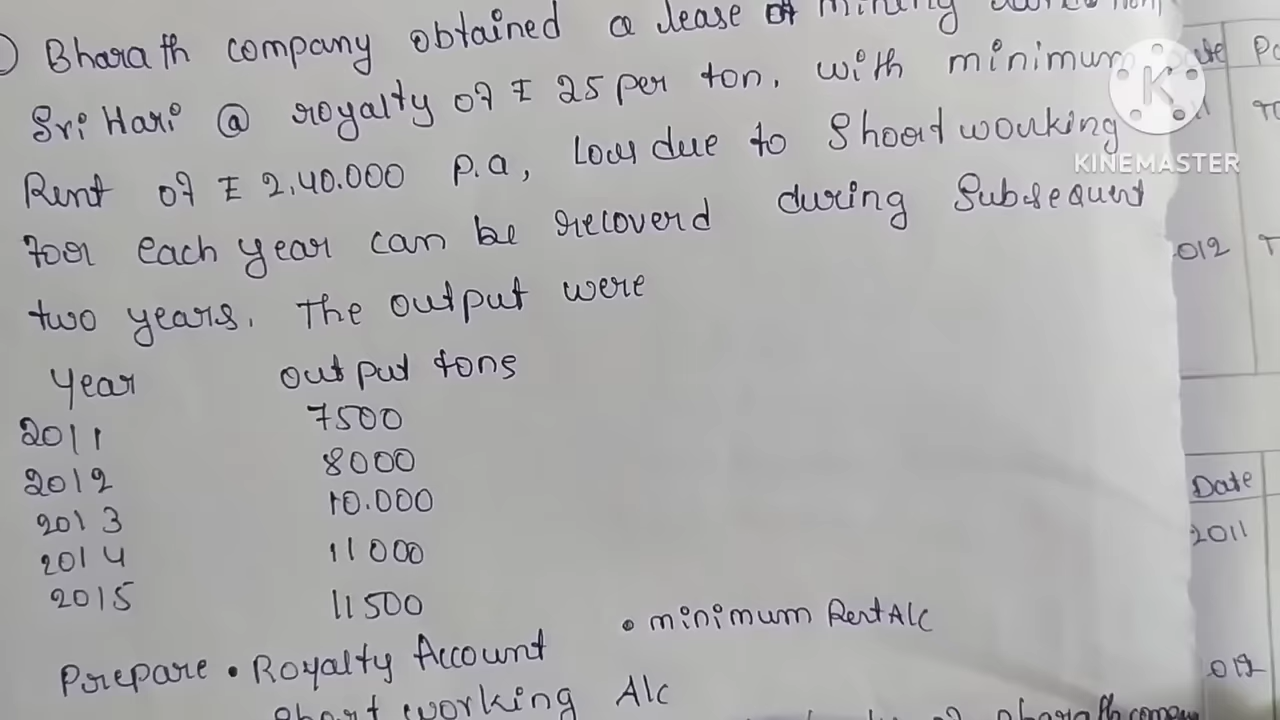 Bharath company obtained a lease of mining
Sri Hari @ royalty of ₹ 25 per ton, with minimum
Rent of ₹ 2,40.000 p.a, Loss due to Short working
for each year can be recoverd during Subsequent
two years. The output were
Year output tons
2011 7500
2012 8000
2013 10.000
2014 11000
2015 11500
Prepare • Royalty Account • minimum Rent A/c
Short working A/c
KINEMASTER
012
Date
2011
012